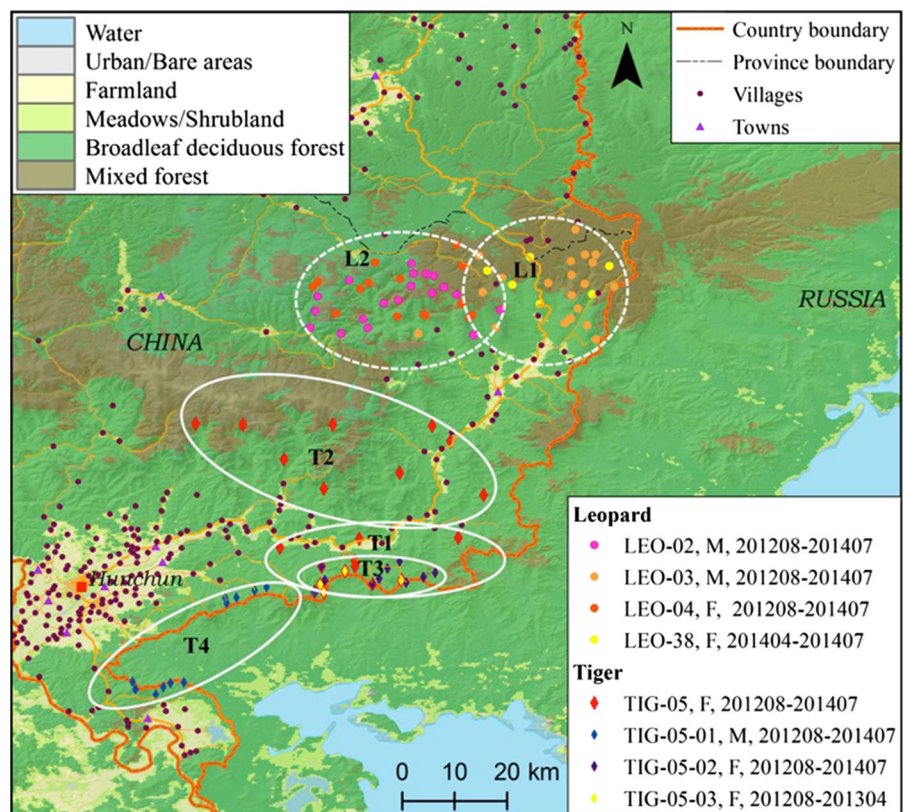 Water
Urban/Bare areas
Farmland
Meadows/Shrubland
Broadleaf deciduous forest
Mixed forest
N
Country boundary
Province boundary
Villages
Towns
L2
L1
RUSSIA
CHINA
T2
T1
T3
Hunchun
T4
Leopard
LEO-02, M, 201208-201407
LEO-03, M, 201208-201407
LEO-04, F, 201208-201407
LEO-38, F, 201404-201407
Tiger
TIG-05, F, 201208-201407
TIG-05-01, M, 201208-201407
TIG-05-02, F, 201208-201407
TIG-05-03, F, 201208-201304
0 10 20 km